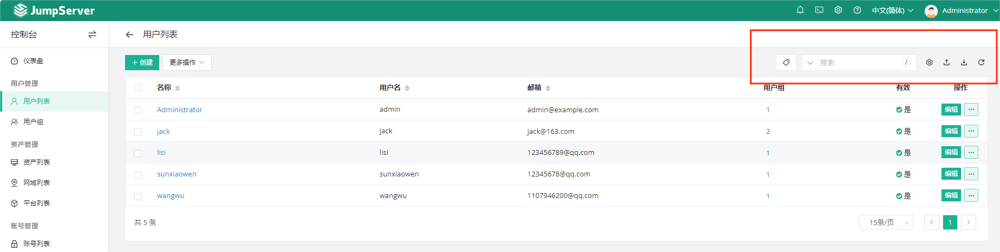 JumpServer
中文(简体)
Administrator
控制台
用户列表
仪表盘
用户管理
用户列表
用户组
资产管理
资产列表
网域列表
平台列表
账号管理
账号列表
+ 创建
更多操作
搜索
/
名称 用户名 邮箱 用户组 有效 操作
Administrator admin admin@example.com 1 是 编辑 ···
jack jack jack@163.com 2 是 编辑 ···
lisi lisi 123456789@qq.com 1 是 编辑 ···
sunxiaowen sunxiaowen 12345678@qq.com 1 是 编辑 ···
wangwu wangwu 1107946200@qq.com 1 是 编辑 ···
共 5 条
15条/页
1